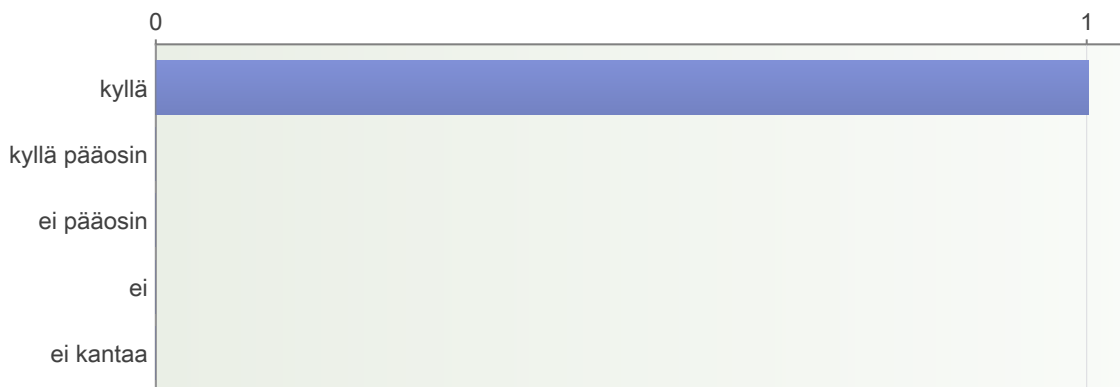 0 1
kyllä
kyllä pääosin
ei pääosin
ei
ei kantaa